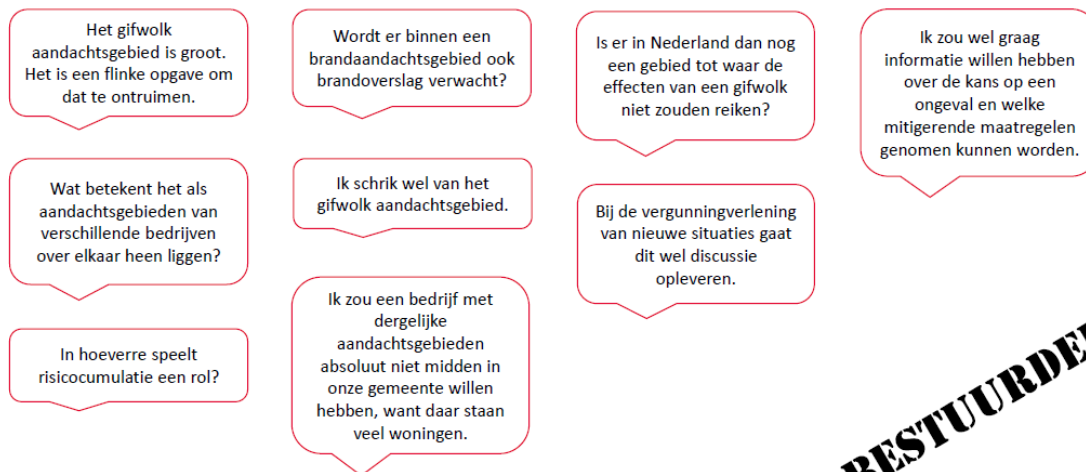 Het gifwolk
aandachtsgebied is groot.
Het is een flinke opgave om
dat te ontruimen.
Wordt er binnen een
brandaandachtsgebied ook
brandoverslag verwacht?
Is er in Nederland dan nog
een gebied tot waar de
effecten van een gifwolk
niet zouden reiken?
Ik zou wel graag
informatie willen hebben
over de kans op een
ongeval en welke
mitigerende maatregelen
genomen kunnen worden.
Wat betekent het als
aandachtsgebieden van
verschillende bedrijven
over elkaar heen liggen?
Ik schrik wel van het
gifwolk aandachtsgebied.
Bij de vergunningverlening
van nieuwe situaties gaat
dit wel discussie
opleveren.
In hoeverre speelt
risicocumulatie een rol?
Ik zou een bedrijf met
dergelijke
aandachtsgebieden
absoluut niet midden in
onze gemeente willen
hebben, want daar staan
veel woningen.